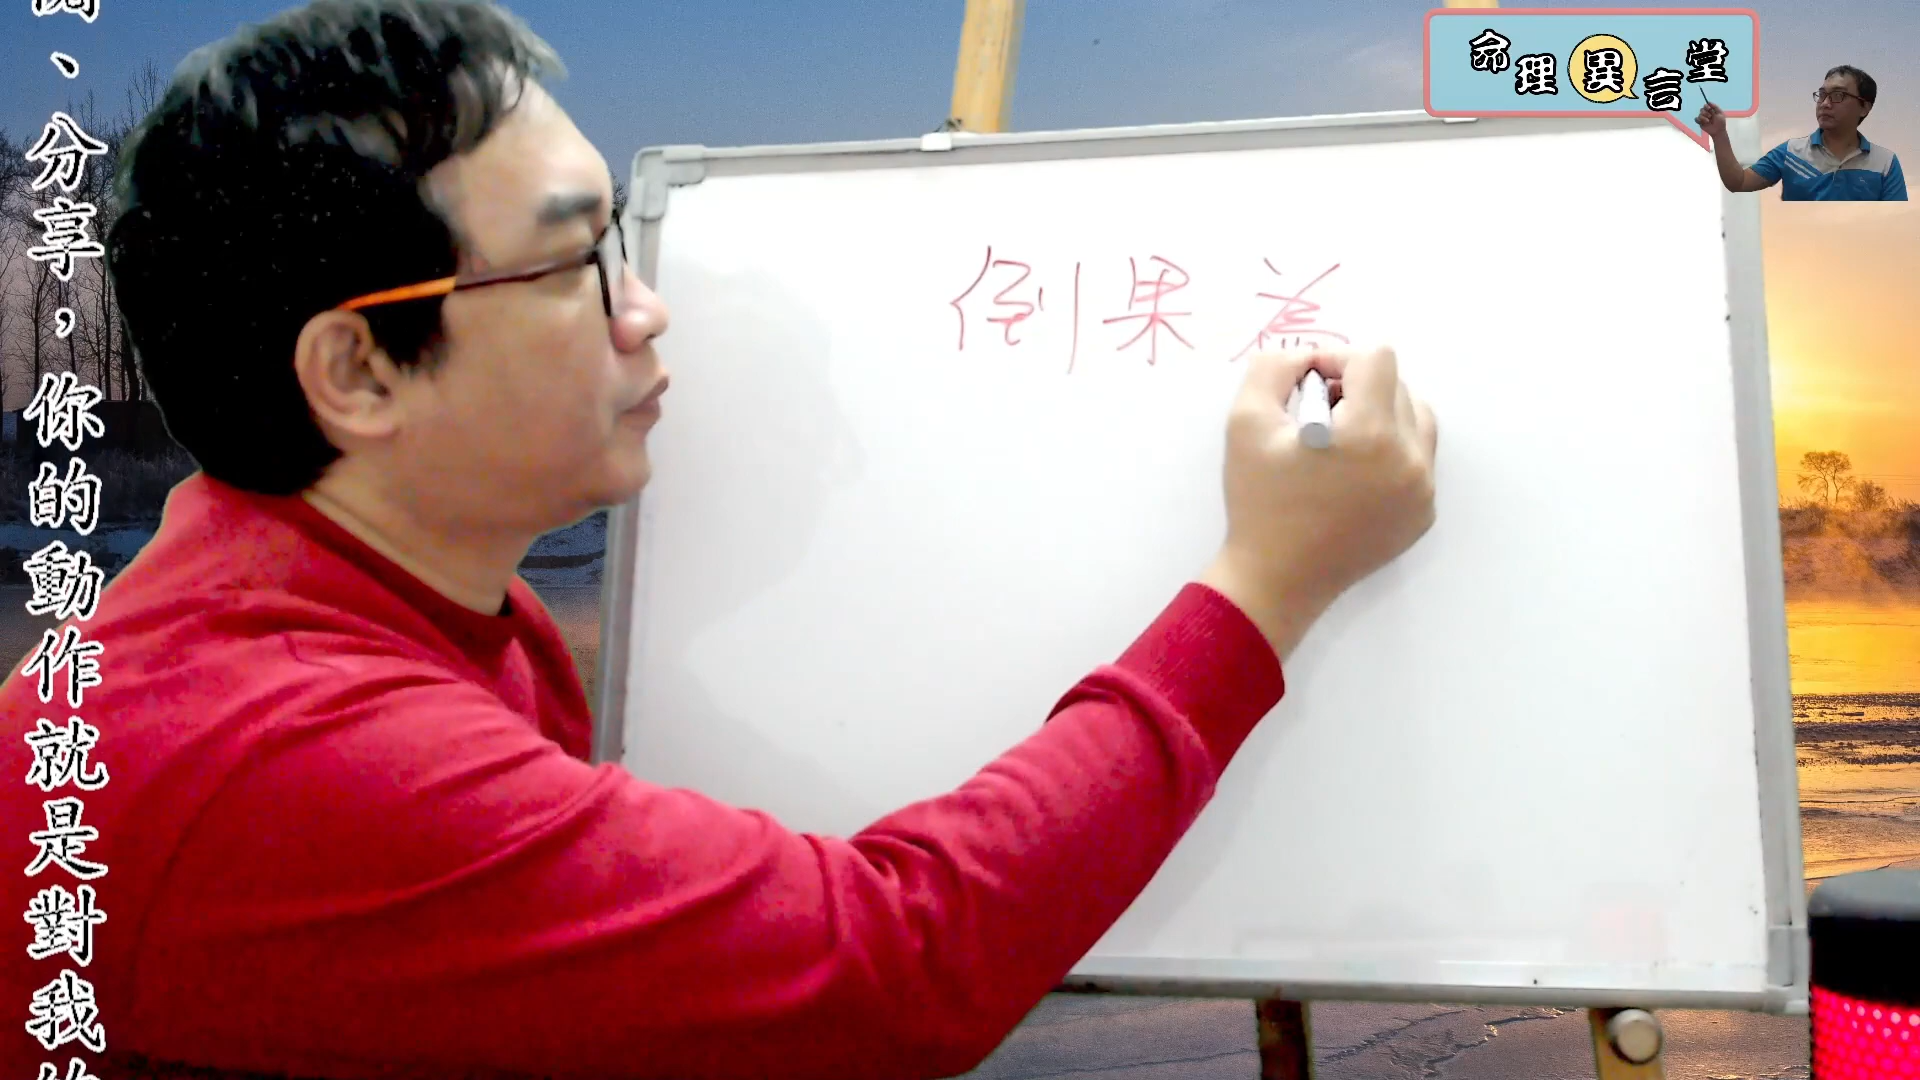 、分享，你的動作就是對我
倒果為
命理異言堂